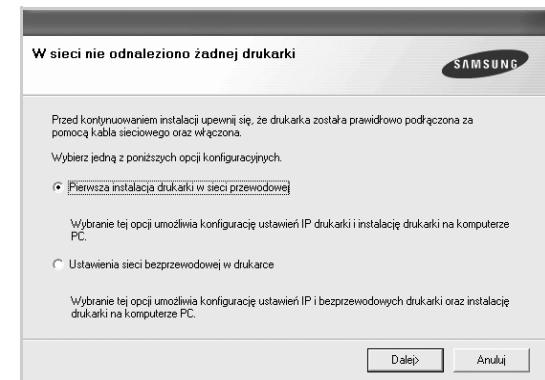 W sieci nie odnaleziono żadnej drukarki
SAMSUNG
Przed kontynuowaniem instalacji upewnij się, że drukarka została prawidłowo podłączona za
pomocą kabla sieciowego oraz włączona.
Wybierz jedną z poniższych opcji konfiguracyjnych.
Pierwsza instalacja drukarki w sieci przewodowej
Wybranie tej opcji umożliwia konfigurację ustawień IP drukarki i instalację drukarki na komputerze
PC.
Ustawienia sieci bezprzewodowej w drukarce
Wybranie tej opcji umożliwia konfigurację ustawień IP i bezprzewodowych drukarki oraz instalację
drukarki na komputerze PC.
Dalej> Anuluj